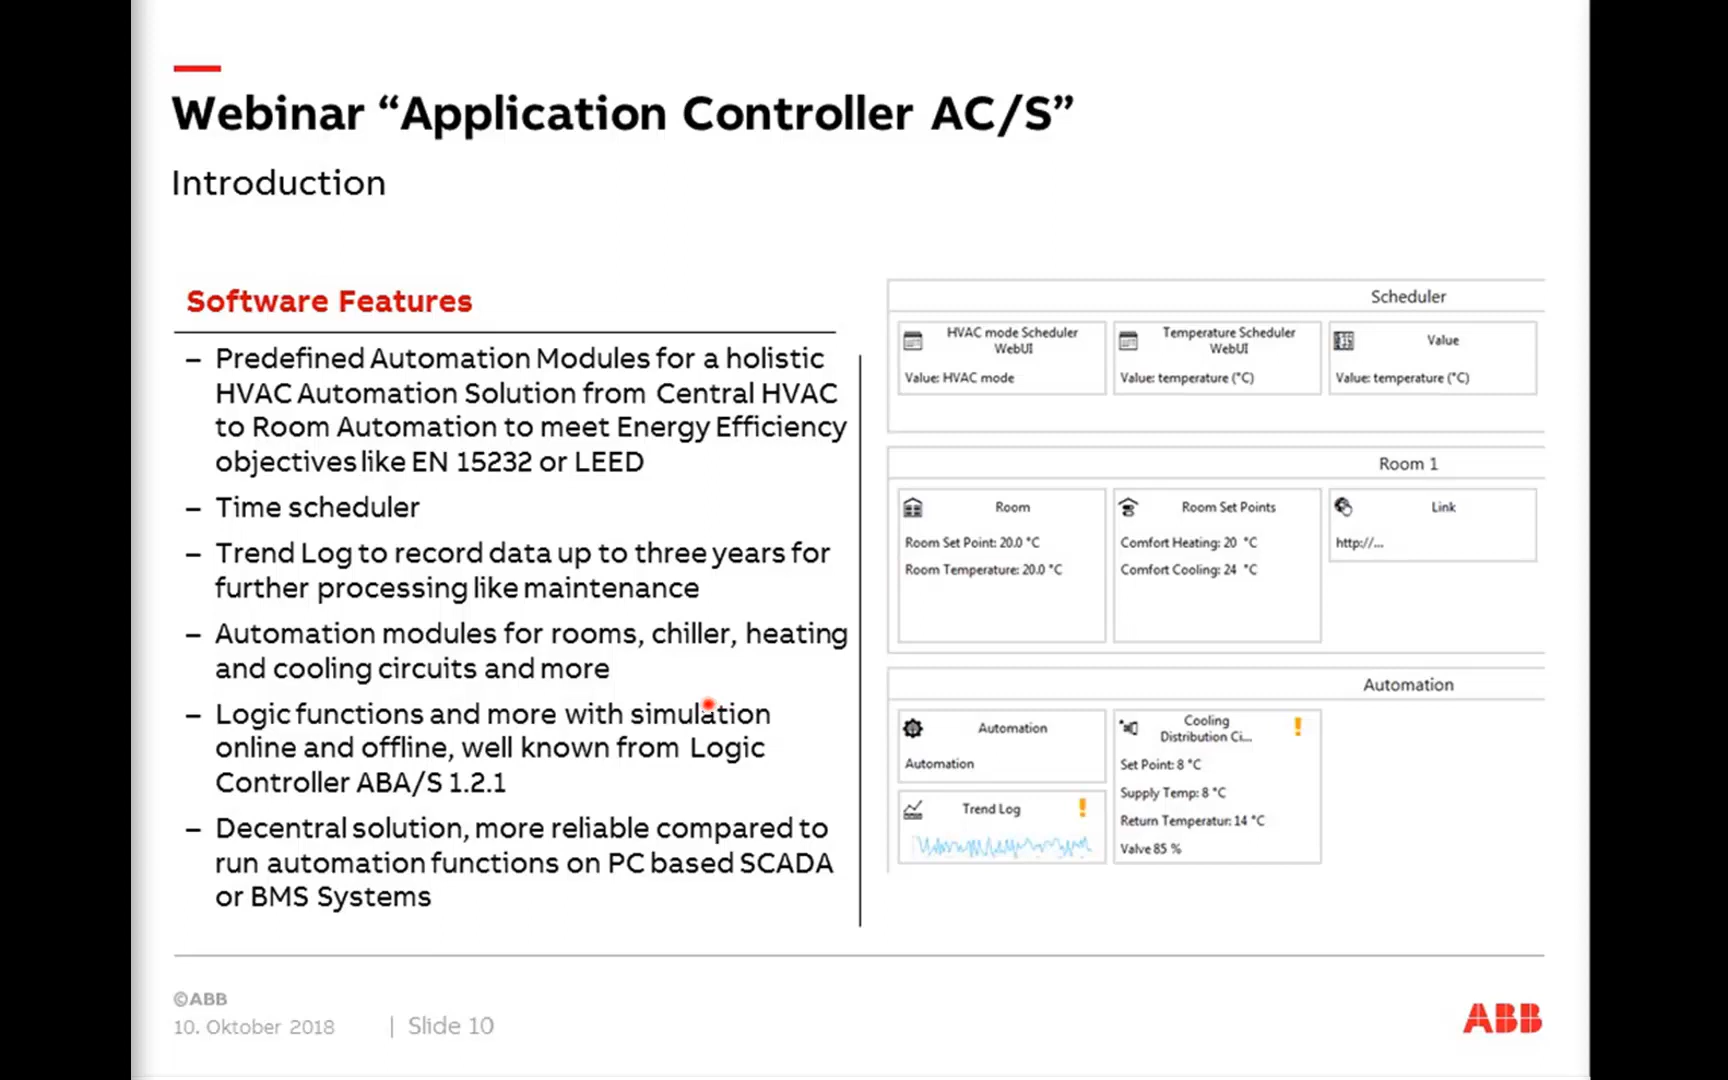 Webinar “Application Controller AC/S”
Introduction
Software Features
– Predefined Automation Modules for a holistic
HVAC Automation Solution from Central HVAC
to Room Automation to meet Energy Efficiency
objectives like EN 15232 or LEED
– Time scheduler
– Trend Log to record data up to three years for
further processing like maintenance
– Automation modules for rooms, chiller, heating
and cooling circuits and more
– Logic functions and more with simulation
online and offline, well known from Logic
Controller ABA/S 1.2.1
– Decentral solution, more reliable compared to
run automation functions on PC based SCADA
or BMS Systems
Scheduler
HVAC mode Scheduler
WebUI
Value: HVAC mode
Temperature Scheduler
WebUI
Value: temperature (°C)
Value
Value: temperature (°C)
Room 1
Room
Room Set Point: 20.0 °C
Room Temperature: 20.0 °C
Room Set Points
Comfort Heating: 20 °C
Comfort Cooling: 24 °C
Link
http://...
Automation
Automation
Automation
Trend Log
Cooling
Distribution Ci...
Set Point: 8 °C
Supply Temp: 8 °C
Return Temperatur: 14 °C
Valve 85 %
©ABB
10. Oktober 2018 | Slide 10
ABB